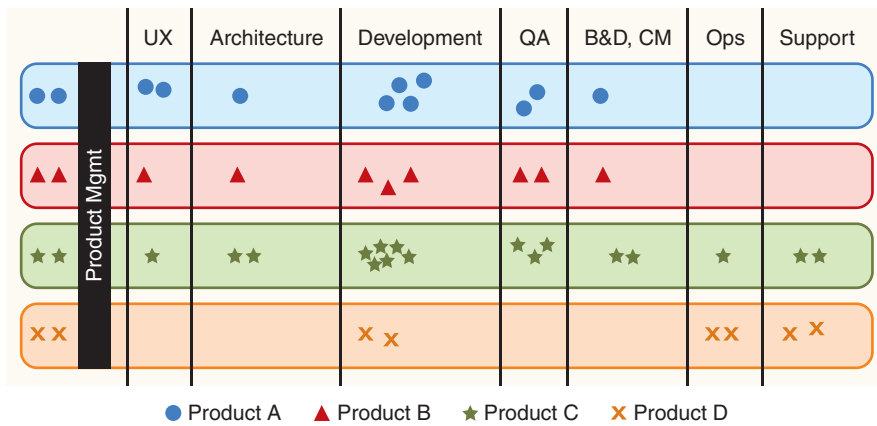 UX Architecture Development QA B&D, CM Ops Support
Product Mgmt
Product A Product B Product C Product D